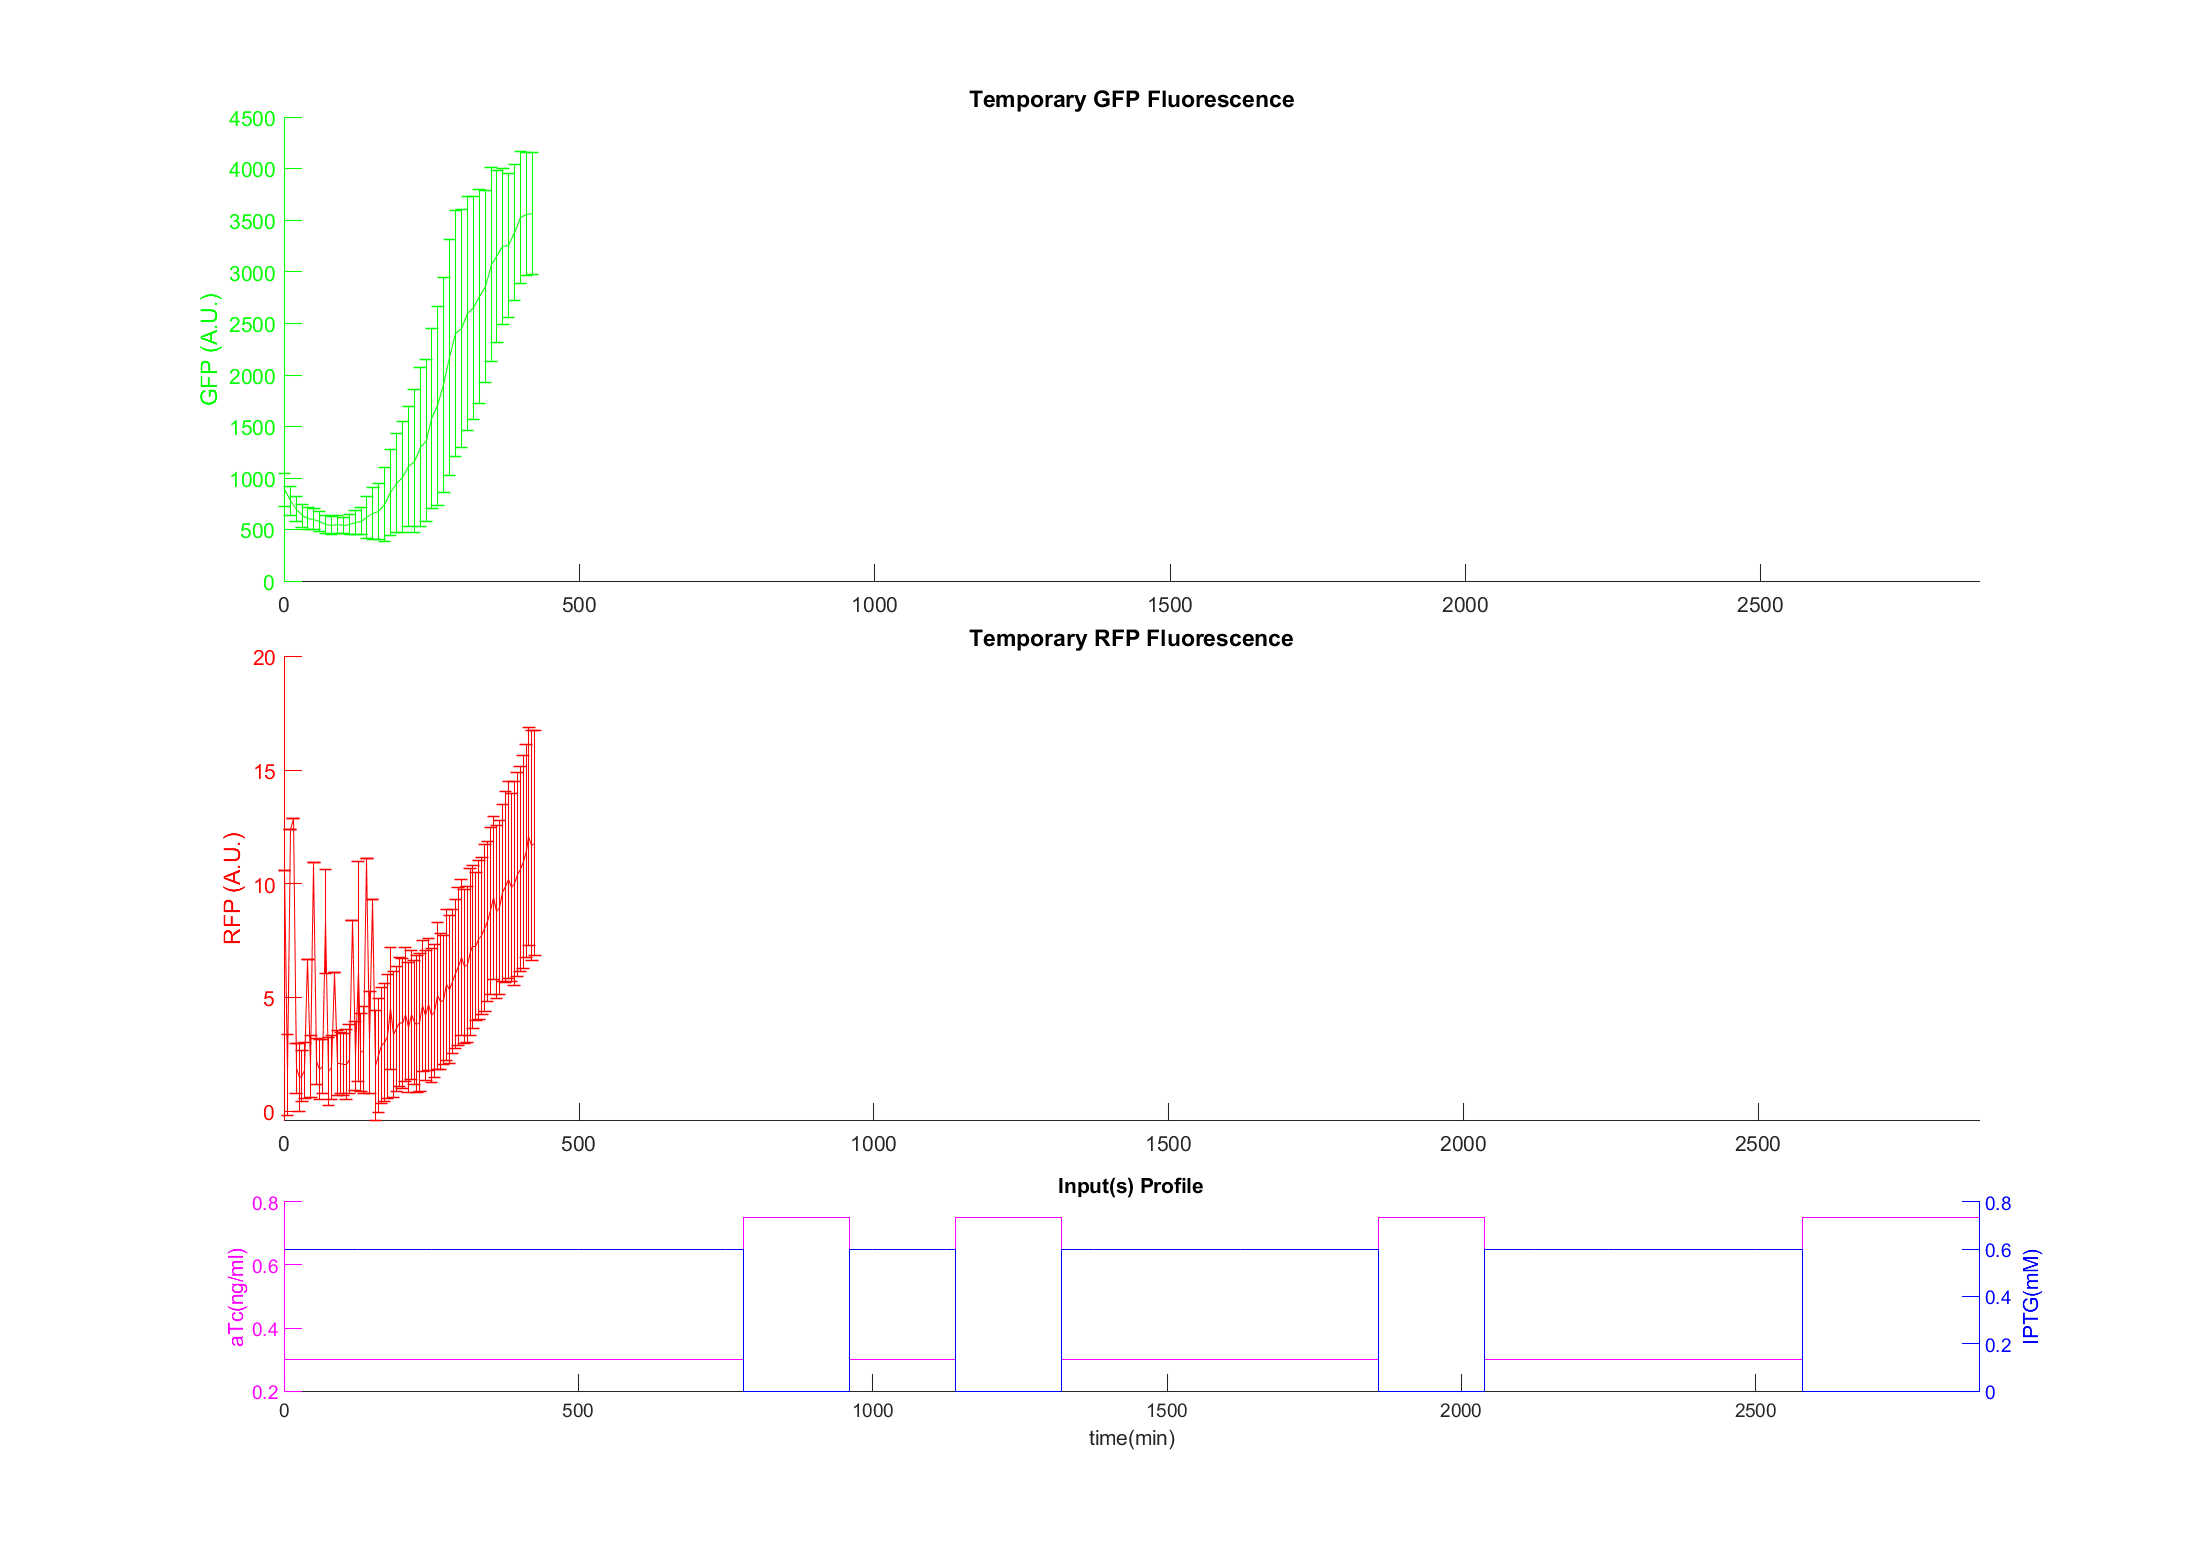 Temporary GFP Fluorescence
4500
4000
3500
3000
2500
2000
1500
1000
500
0
GFP (A.U.)
0 500 1000 1500 2000 2500
Temporary RFP Fluorescence
20
15
10
5
0
RFP (A.U.)
0 500 1000 1500 2000 2500
Input(s) Profile
0.8
0.6
0.4
0.2
aTc(ng/ml)
0.8
0.6
0.4
0.2
0
IPTG(mM)
0 500 1000 1500 2000 2500
time(min)